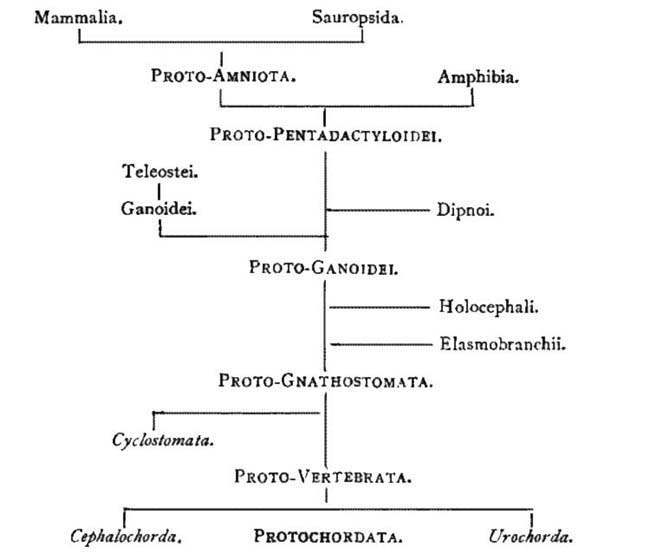 Mammalia. Sauropsida.
PROTO-AMNIOTA. Amphibia.
PROTO-PENTADACTYLOIDEI.
Teleostei.
Ganoidei. Dipnoi.
PROTO-GANOIDEI.
Holocephali.
Elasmobranchii.
PROTO-GNATHOSTOMATA.
Cyclostomata.
PROTO-VERTEBRATA.
Cephalochorda. PROTOCHORDATA. Urochorda.